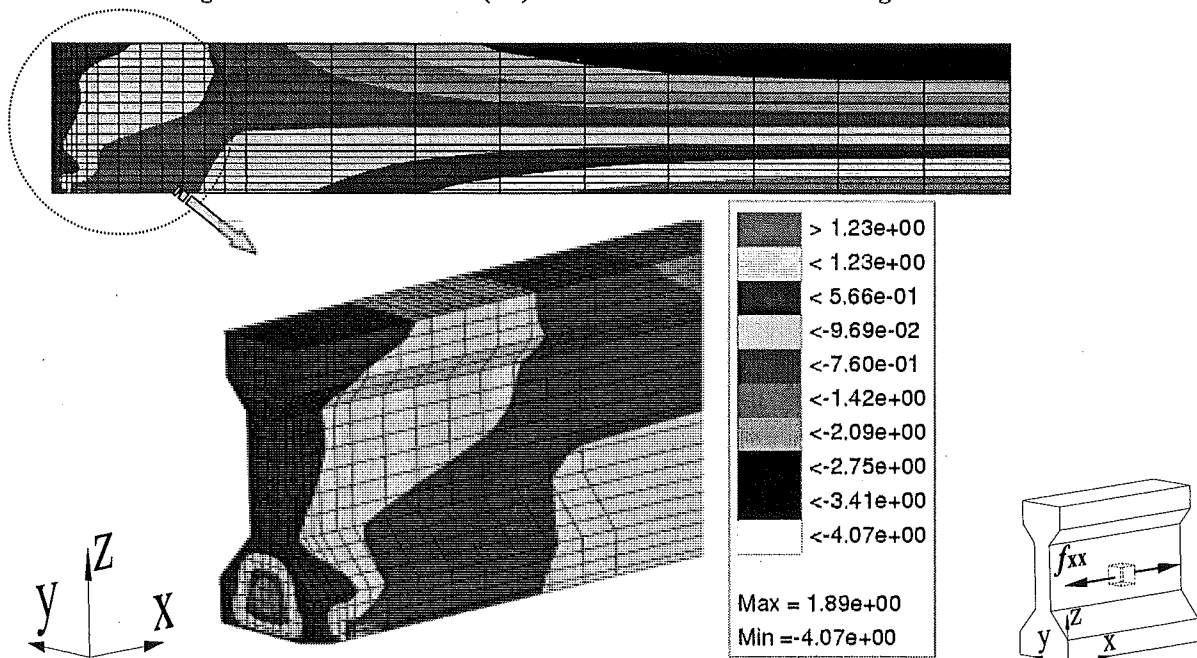 > 1.23e+00
< 1.23e+00
< 5.66e-01
<-9.69e-02
<-7.60e-01
<-1.42e+00
<-2.09e+00
<-2.75e+00
<-3.41e+00
<-4.07e+00
Max = 1.89e+00
Min =-4.07e+00
z
y
x
fxx
z
y
x